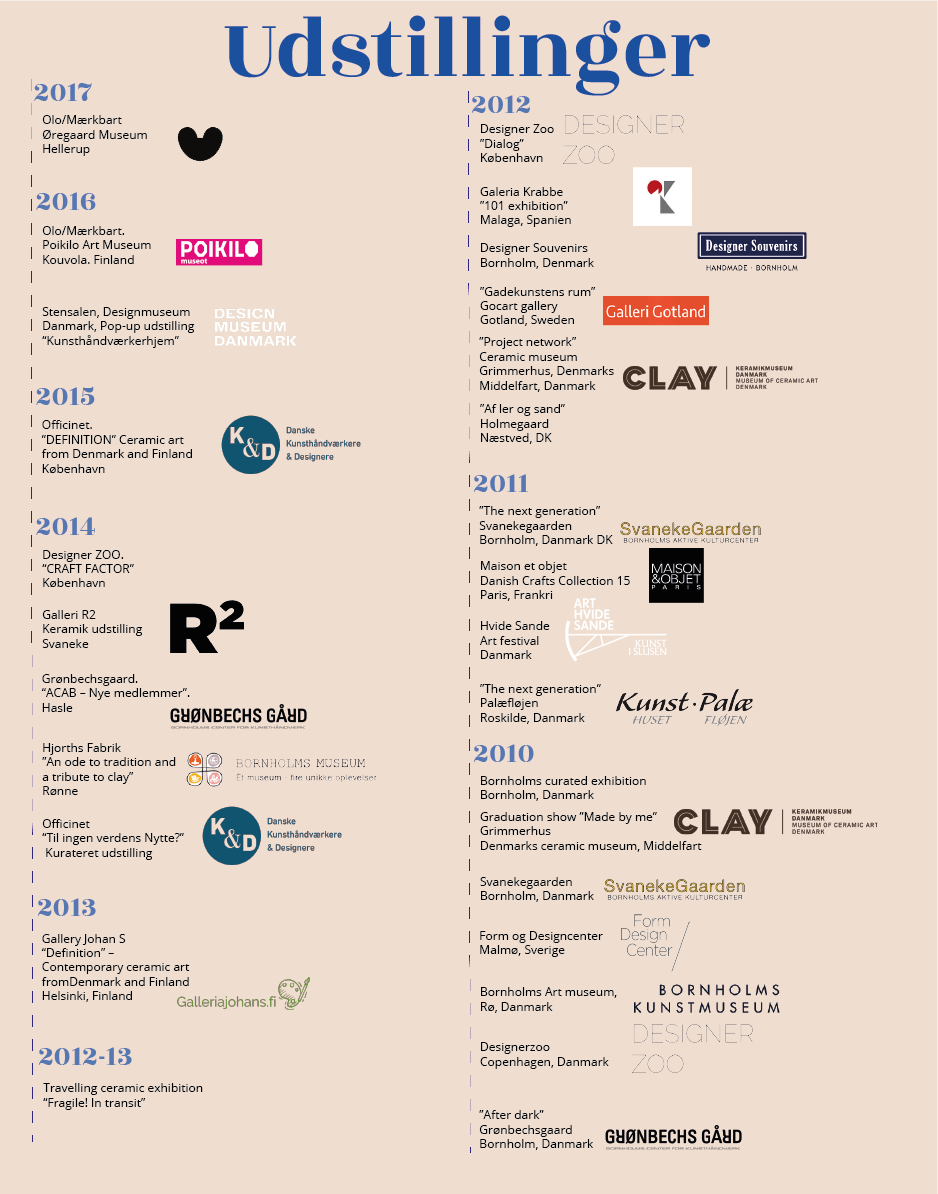 Udstillinger
2017
Olo/Mærkbart
Øregaard Museum
Hellerup
2016
Olo/Mærkbart.
Poikilo Art Museum
Kouvola. Finland
POIKILO
museot
Stensalen, Designmuseum
Danmark, Pop-up udstilling
“Kunsthåndværkerhjem”
DESIGN
MUSEUM
DANMARK
2015
Officinet.
”DEFINITION” Ceramic art
from Denmark and Finland
København
K&D
Danske
Kunsthåndværkere
& Designere
2014
Designer ZOO.
“CRAFT FACTOR”
København
Galleri R2
Keramik udstilling
Svaneke
R2
Grønbechsgaard.
“ACAB – Nye medlemmer”.
Hasle
GRØNBECHS GÅRD
BORNHOLMS CENTER FOR KUNSTHÅNDVÆRK
Hjorths Fabrik
”An ode to tradition and
a tribute to clay”
Rønne
BORNHOLMS MUSEUM
Ét museum · fire unikke oplevelser
Officinet
“Til ingen verdens Nytte?”
Kurateret udstilling
K&D
Danske
Kunsthåndværkere
& Designere
2013
Gallery Johan S
“Definition” –
Contemporary ceramic art
fromDenmark and Finland
Helsinki, Finland
Galleriajohans.fi
2012-13
Travelling ceramic exhibition
“Fragile! In transit”
2012
Designer Zoo
”Dialog”
København
DESIGNER
ZOO
Galeria Krabbe
”101 exhibition”
Malaga, Spanien
K
Designer Souvenirs
Bornholm, Denmark
Designer Souvenirs
HANDMADE · BORNHOLM
”Gadekunstens rum”
Gocart gallery
Gotland, Sweden
Galleri Gotland
”Project network”
Ceramic museum
Grimmerhus, Denmarks
Middelfart, Danmark
CLAY
KERAMIKMUSEUM
DANMARK
MUSEUM OF CERAMIC ART
DENMARK
”Af ler og sand”
Holmegaard
Næstved, DK
2011
”The next generation”
Svanekegaarden
Bornholm, Danmark DK
SvanekeGaarden
BORNHOLMS AKTIVE KULTURCENTER
Maison et objet
Danish Crafts Collection 15
Paris, Frankri
MAISON
&OBJET
PARIS
Hvide Sande
Art festival
Danmark
ART
HVIDE
SANDE
KUNST
I SLUSEN
”The next generation”
Palæfløjen
Roskilde, Danmark
Kunst · Palæ
HUSET FLØJEN
2010
Bornholms curated exhibition
Bornholm, Danmark
Graduation show ”Made by me”
Grimmerhus
Denmarks ceramic museum, Middelfart
CLAY
KERAMIKMUSEUM
DANMARK
MUSEUM OF CERAMIC ART
DENMARK
Svanekegaarden
Bornholm, Danmark
SvanekeGaarden
BORNHOLMS AKTIVE KULTURCENTER
Form og Designcenter
Malmø, Sverige
Form
Design
Center
Bornholms Art museum,
Rø, Danmark
BORNHOLMS
KUNSTMUSEUM
Designerzoo
Copenhagen, Danmark
DESIGNER
ZOO
”After dark”
Grønbechsgaard
Bornholm, Danmark
GRØNBECHS GÅRD
BORNHOLMS CENTER FOR KUNSTHÅNDVÆRK